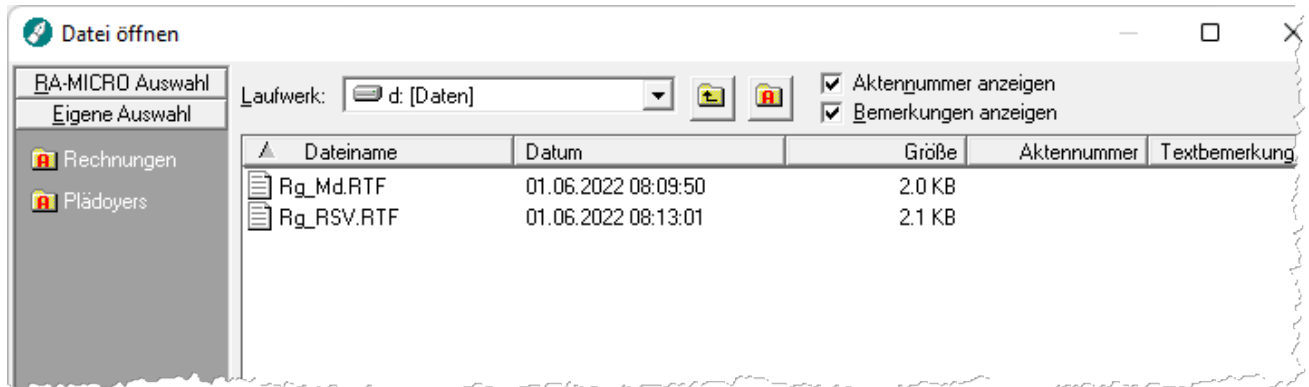 Datei öffnen
RA-MICRO Auswahl
Eigene Auswahl
Rechnungen
Plädoyers
Laufwerk: d: [Daten]
Aktennummer anzeigen
Bemerkungen anzeigen
Dateiname Datum Größe Aktennummer Textbemerkung
Rg_Md.RTF 01.06.2022 08:09:50 2.0 KB
Rg_RSV.RTF 01.06.2022 08:13:01 2.1 KB